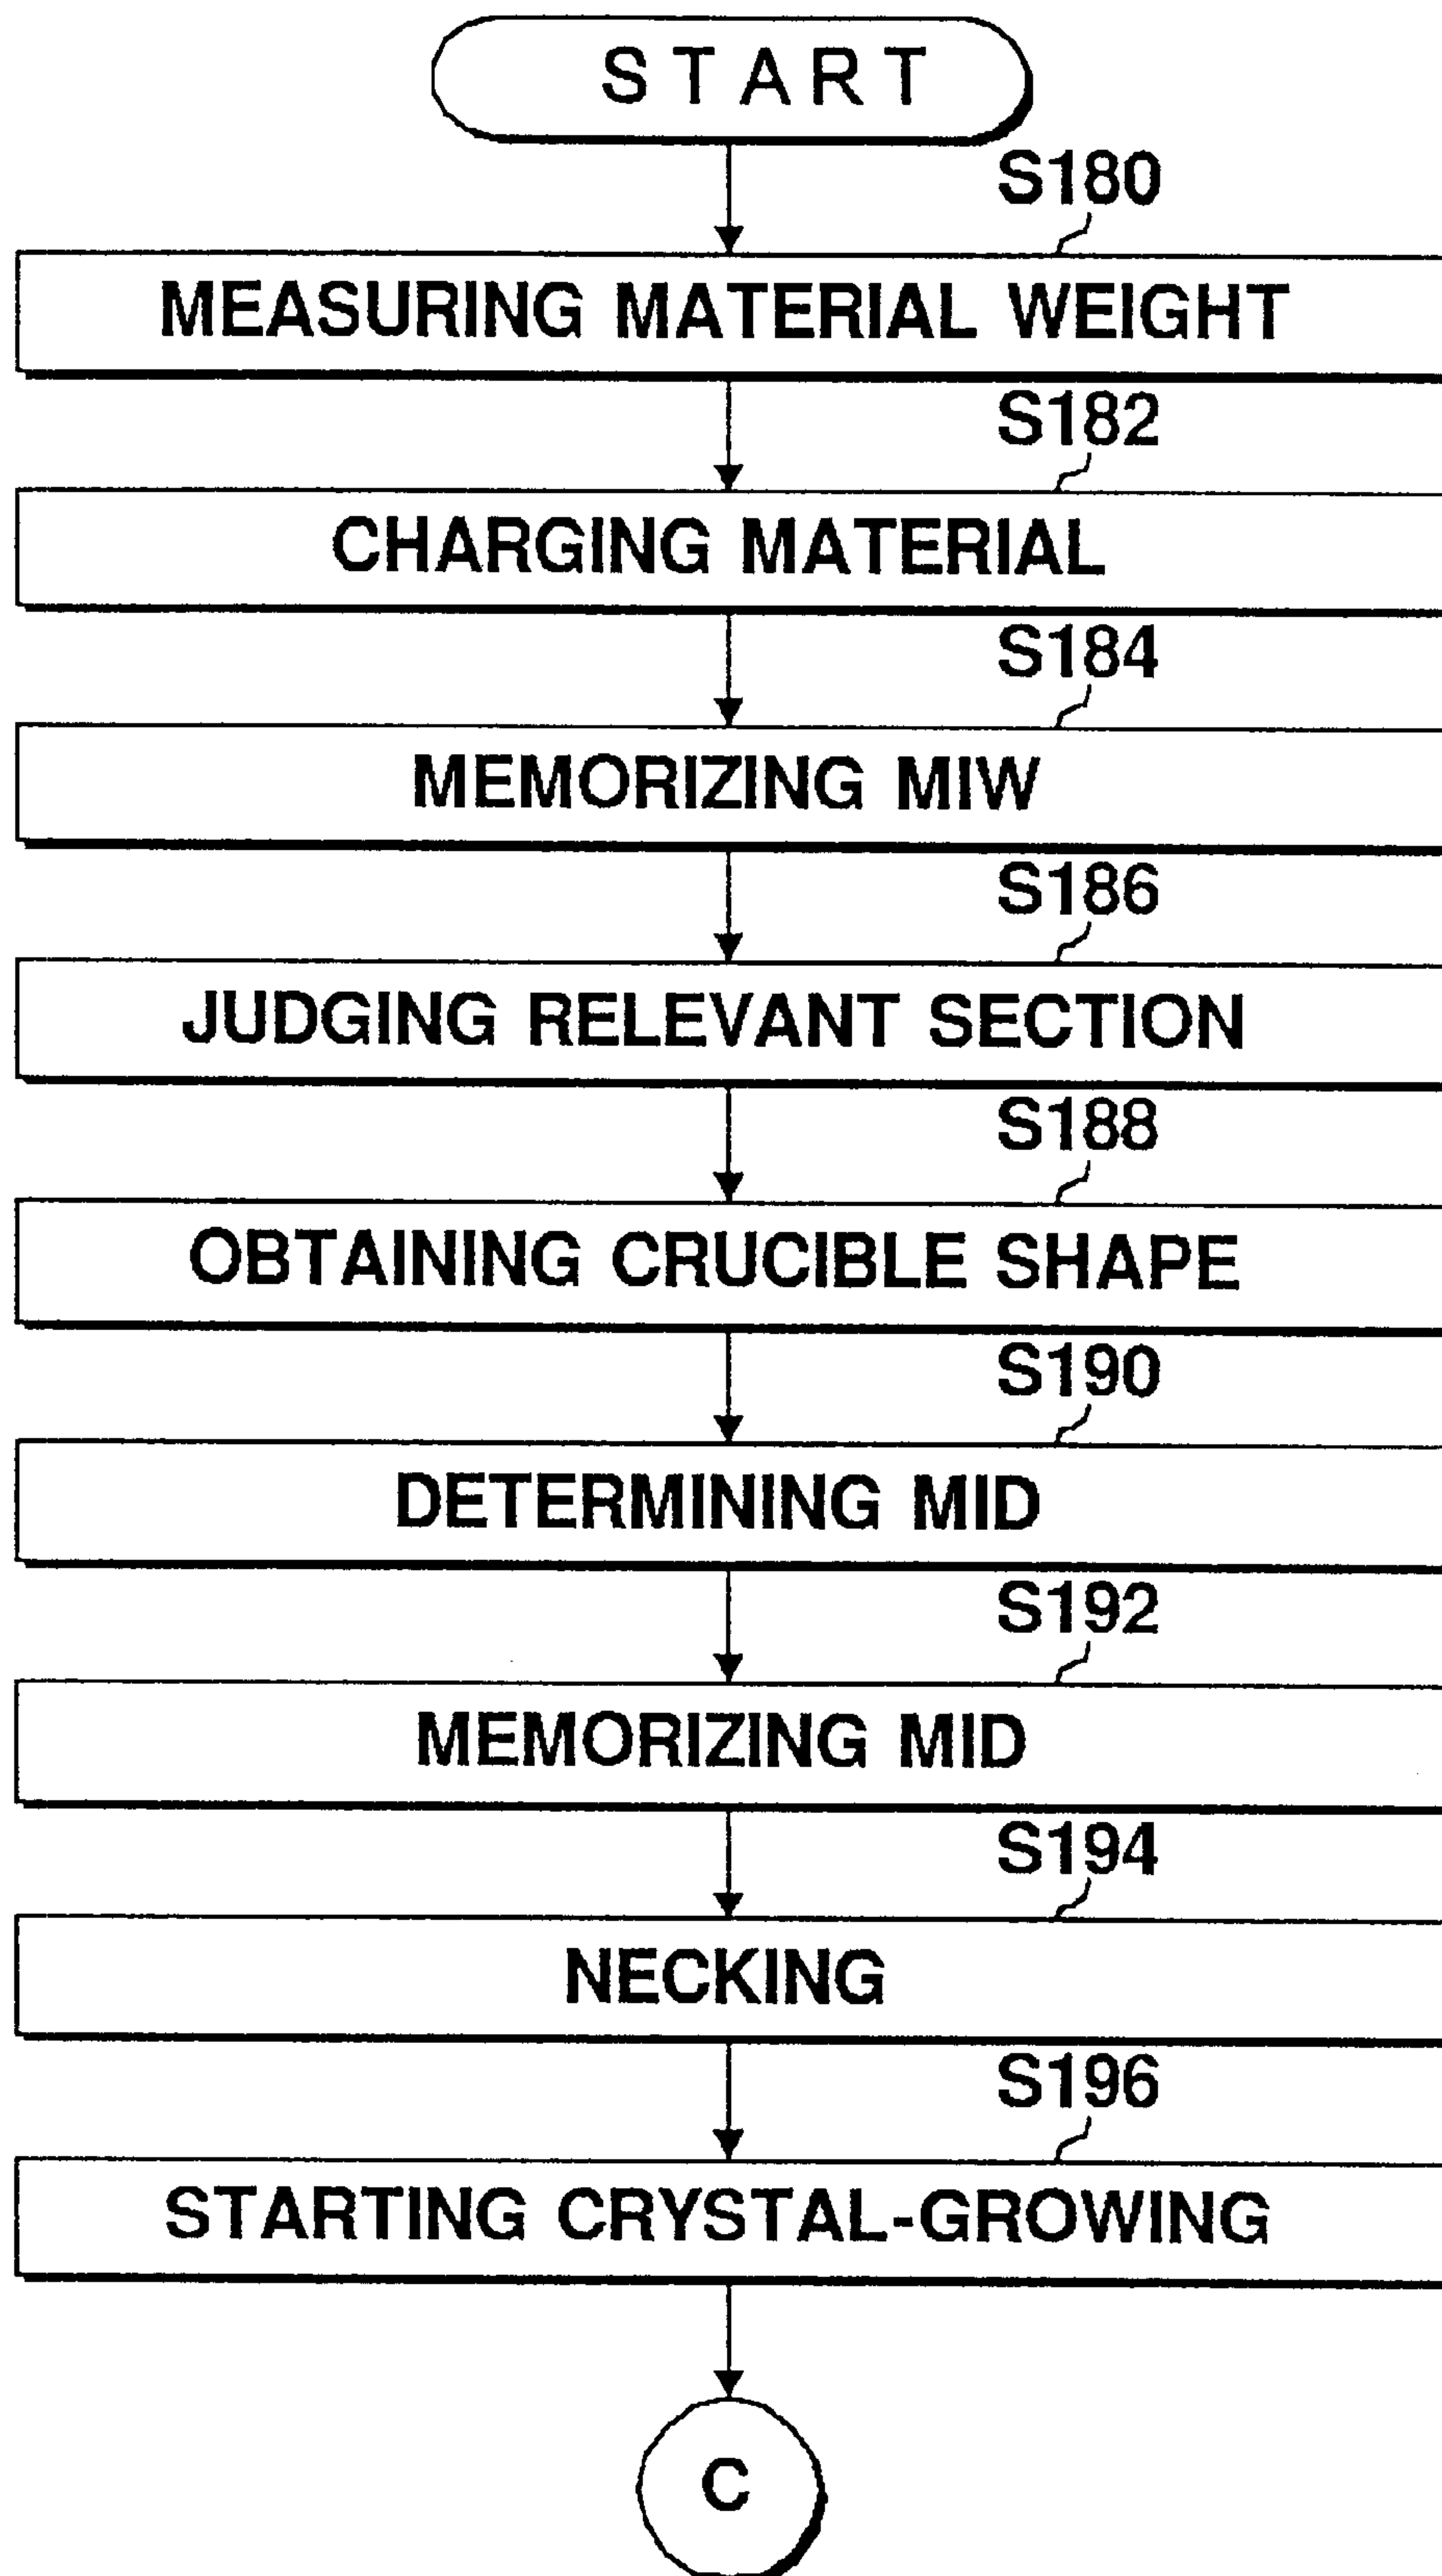 START
S180
MEASURING MATERIAL WEIGHT
S182
CHARGING MATERIAL
S184
MEMORIZING MIW
S186
JUDGING RELEVANT SECTION
S188
OBTAINING CRUCIBLE SHAPE
S190
DETERMINING MID
S192
MEMORIZING MID
S194
NECKING
S196
STARTING CRYSTAL-GROWING
C